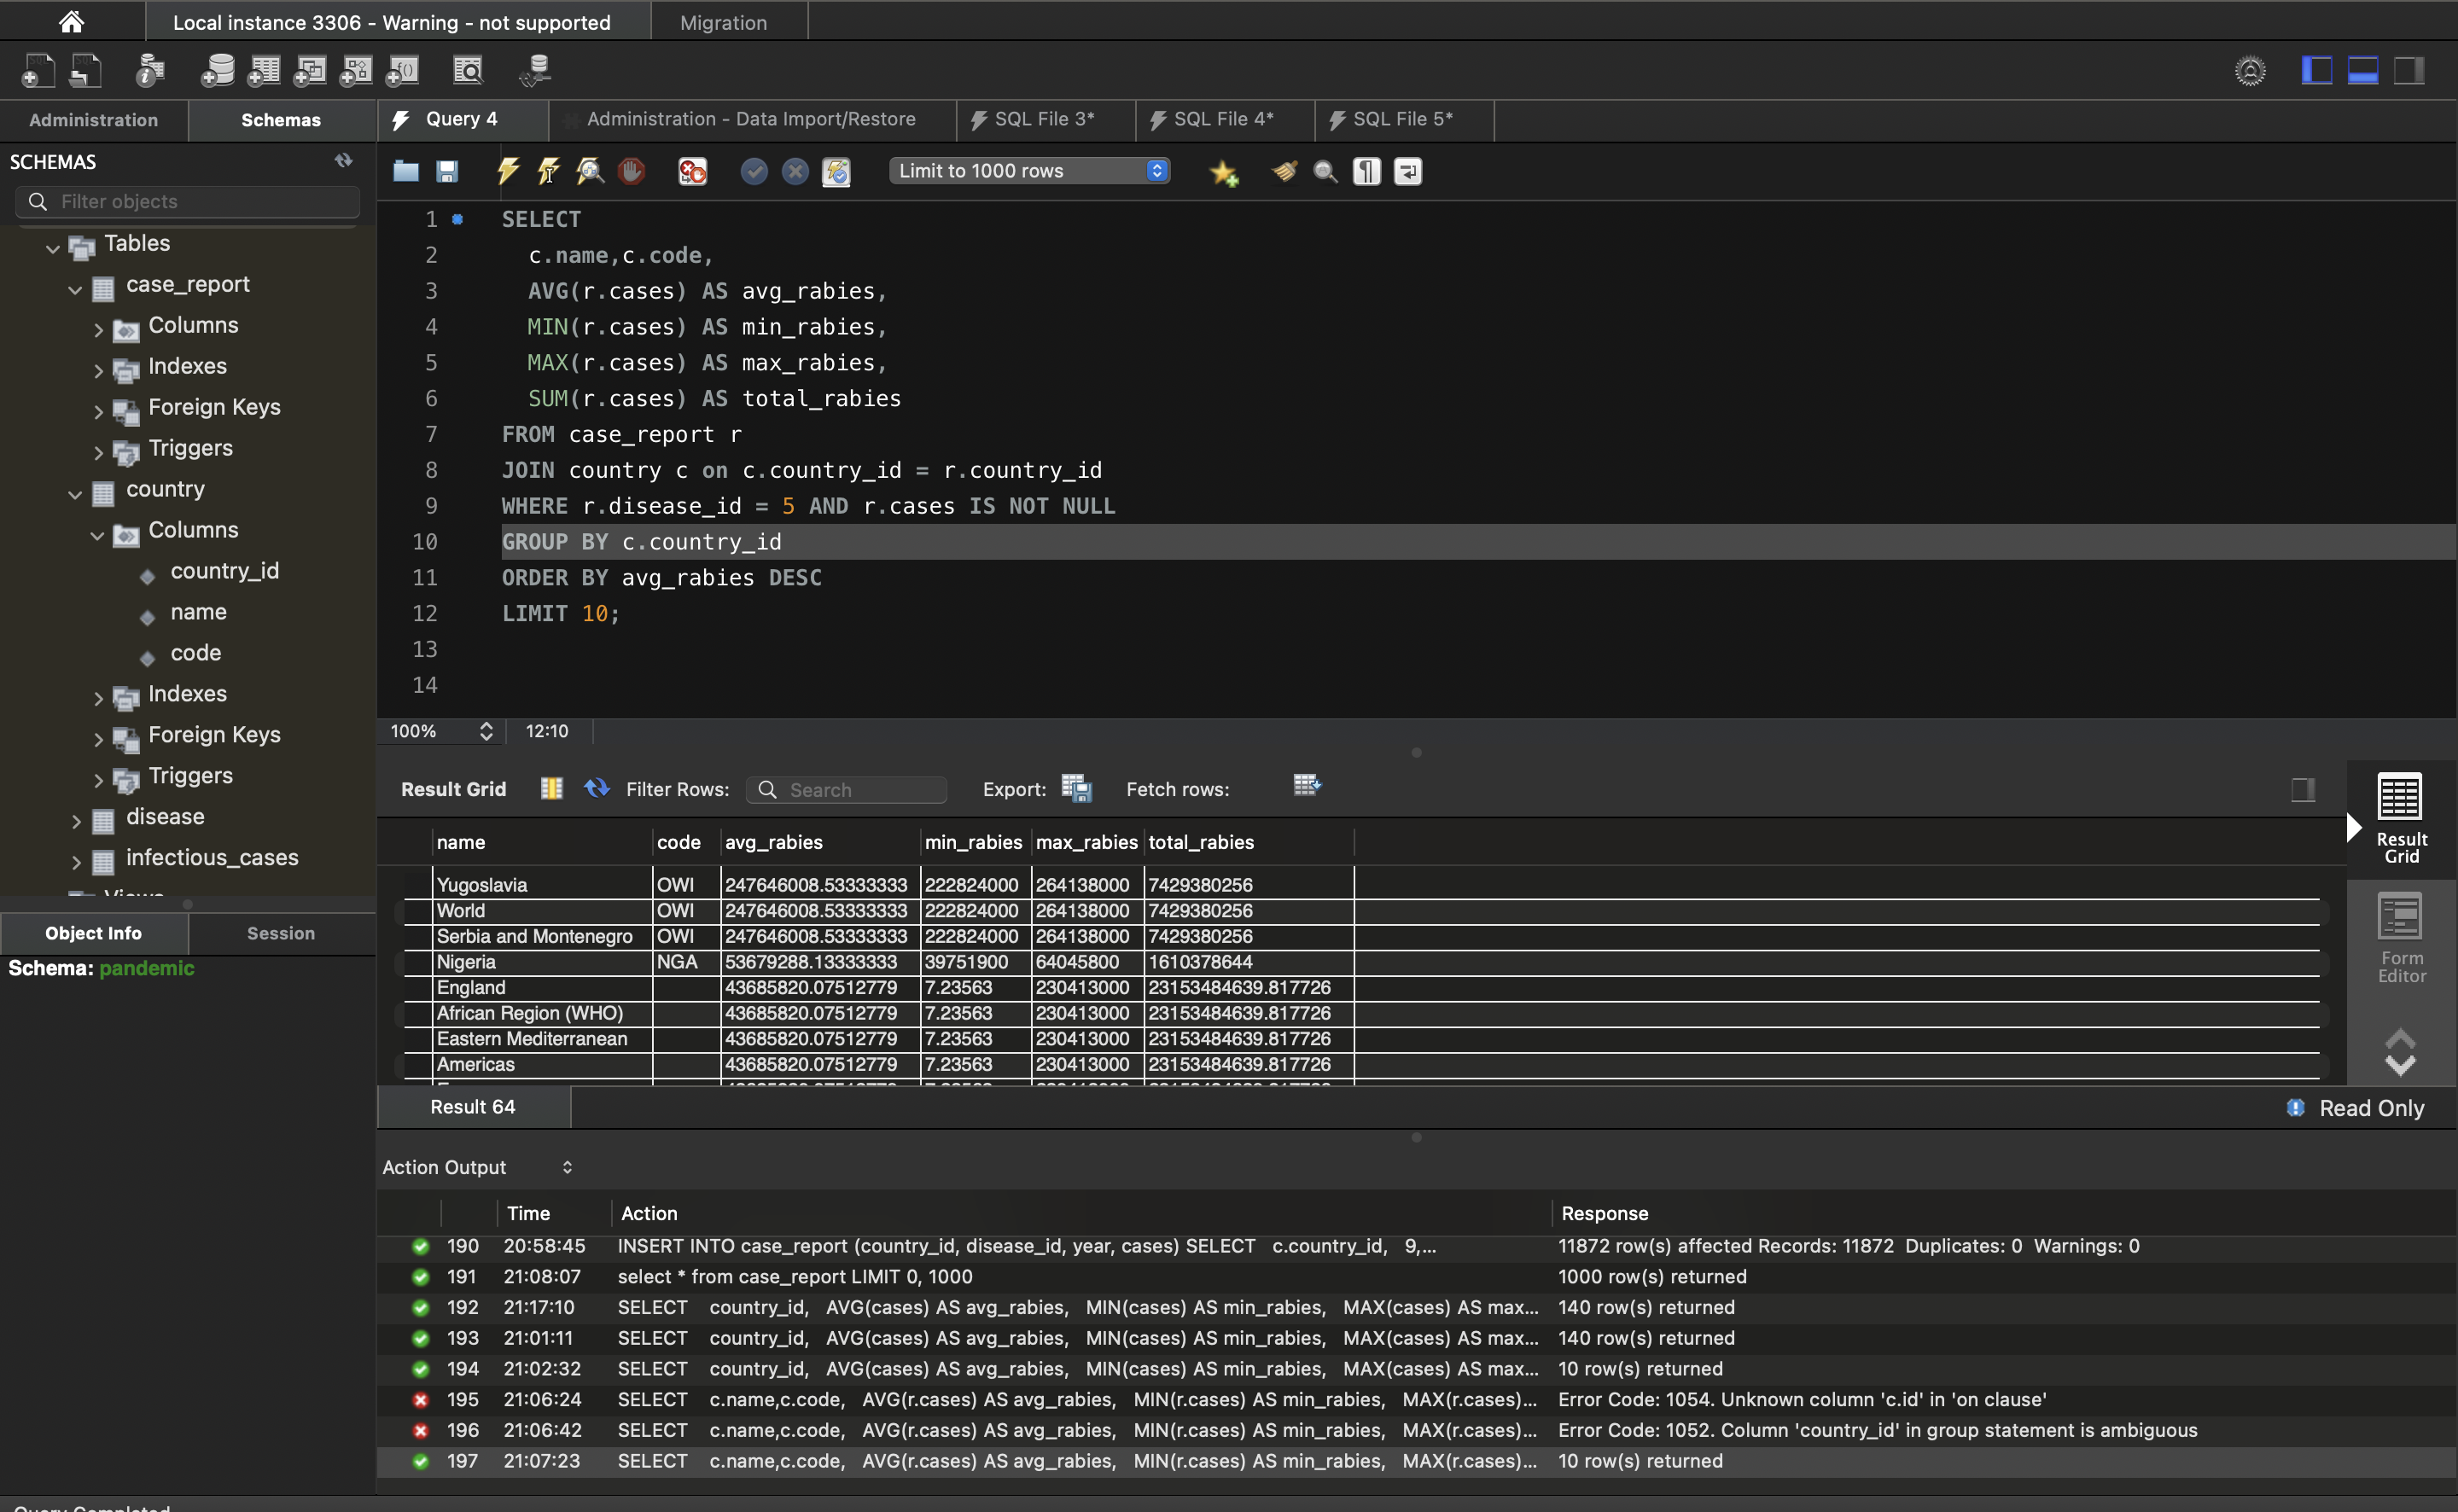 Local instance 3306 - Warning - not supported
Migration
Administration
Schemas
Query 4
Administration - Data Import/Restore
SQL File 3*
SQL File 4*
SQL File 5*
SCHEMAS
Filter objects
Tables
case_report
Columns
Indexes
Foreign Keys
Triggers
country
Columns
country_id
name
code
Indexes
Foreign Keys
Triggers
disease
infectious_cases
Views
Object Info
Session
Schema: pandemic
Limit to 1000 rows
1 SELECT
2 c.name,c.code,
3 AVG(r.cases) AS avg_rabies,
4 MIN(r.cases) AS min_rabies,
5 MAX(r.cases) AS max_rabies,
6 SUM(r.cases) AS total_rabies
7 FROM case_report r
8 JOIN country c on c.country_id = r.country_id
9 WHERE r.disease_id = 5 AND r.cases IS NOT NULL
10 GROUP BY c.country_id
11 ORDER BY avg_rabies DESC
12 LIMIT 10;
13
14
100% 12:10
Result Grid Filter Rows: Search Export: Fetch rows:
name code avg_rabies min_rabies max_rabies total_rabies
Yugoslavia OWI 247646008.53333333 222824000 264138000 7429380256
World OWI 247646008.53333333 222824000 264138000 7429380256
Serbia and Montenegro OWI 247646008.53333333 222824000 264138000 7429380256
Nigeria NGA 53679288.13333333 39751900 64045800 1610378644
England 43685820.07512779 7.23563 230413000 23153484639.817726
African Region (WHO) 43685820.07512779 7.23563 230413000 23153484639.817726
Eastern Mediterranean 43685820.07512779 7.23563 230413000 23153484639.817726
Americas 43685820.07512779 7.23563 230413000 23153484639.817726
Result
Grid
Form
Editor
Result 64
Read Only
Action Output
Time Action Response
190 20:58:45 INSERT INTO case_report (country_id, disease_id, year, cases) SELECT c.country_id, 9,... 11872 row(s) affected Records: 11872 Duplicates: 0 Warnings: 0
191 21:08:07 select * from case_report LIMIT 0, 1000 1000 row(s) returned
192 21:17:10 SELECT country_id, AVG(cases) AS avg_rabies, MIN(cases) AS min_rabies, MAX(cases) AS max... 140 row(s) returned
193 21:01:11 SELECT country_id, AVG(cases) AS avg_rabies, MIN(cases) AS min_rabies, MAX(cases) AS max... 140 row(s) returned
194 21:02:32 SELECT country_id, AVG(cases) AS avg_rabies, MIN(cases) AS min_rabies, MAX(cases) AS max... 10 row(s) returned
195 21:06:24 SELECT c.name,c.code, AVG(r.cases) AS avg_rabies, MIN(r.cases) AS min_rabies, MAX(r.cases)... Error Code: 1054. Unknown column 'c.id' in 'on clause'
196 21:06:42 SELECT c.name,c.code, AVG(r.cases) AS avg_rabies, MIN(r.cases) AS min_rabies, MAX(r.cases)... Error Code: 1052. Column 'country_id' in group statement is ambiguous
197 21:07:23 SELECT c.name,c.code, AVG(r.cases) AS avg_rabies, MIN(r.cases) AS min_rabies, MAX(r.cases)... 10 row(s) returned
Query Completed